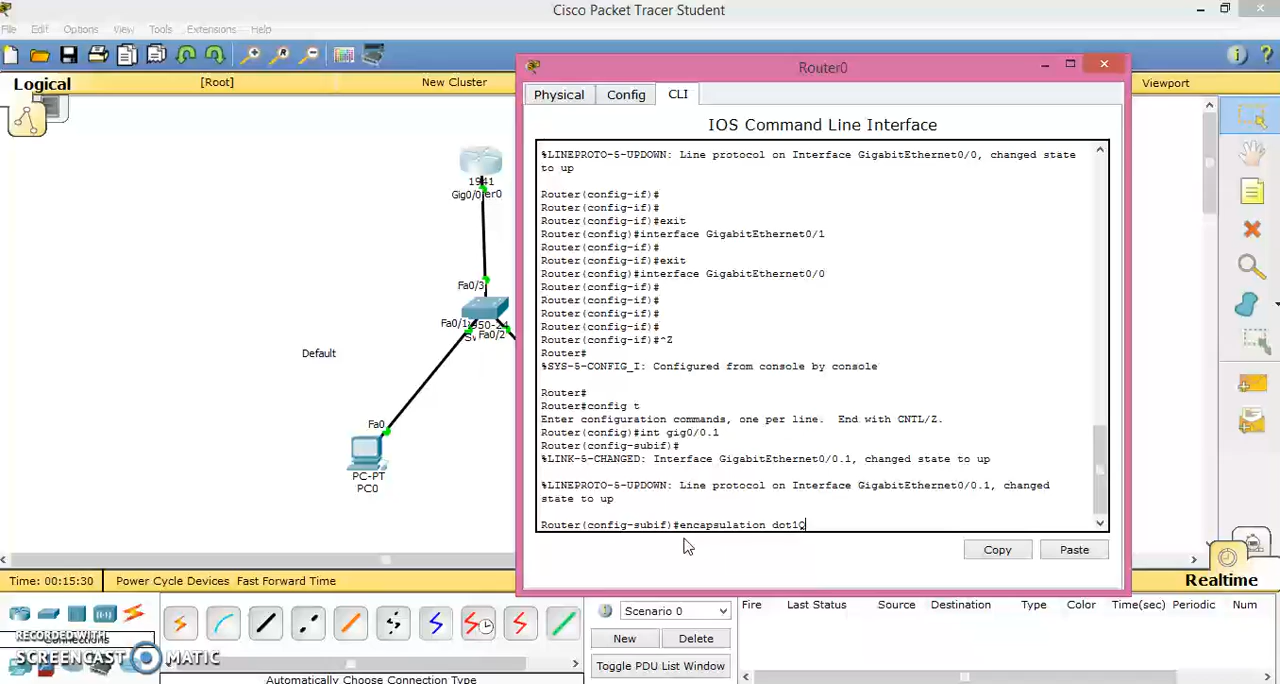 Cisco Packet Tracer Student
File Edit Options View Tools Extensions Help
Logical [Root] New Cluster Viewport
Router0
Physical Config CLI
IOS Command Line Interface
%LINEPROTO-5-UPDOWN: Line protocol on Interface GigabitEthernet0/0, changed state
to up
Router(config-if)#
Router(config-if)#
Router(config-if)#exit
Router(config)#interface GigabitEthernet0/1
Router(config-if)#
Router(config-if)#exit
Router(config)#interface GigabitEthernet0/0
Router(config-if)#
Router(config-if)#
Router(config-if)#
Router(config-if)#
Router(config-if)#^Z
Router#
%SYS-5-CONFIG_I: Configured from console by console
Router#
Router#config t
Enter configuration commands, one per line. End with CNTL/Z.
Router(config)#int gig0/0.1
Router(config-subif)#
%LINK-5-CHANGED: Interface GigabitEthernet0/0.1, changed state to up
%LINEPROTO-5-UPDOWN: Line protocol on Interface GigabitEthernet0/0.1, changed
state to up
Router(config-subif)#encapsulation dot1Q
Copy Paste
1941
Gig0/0
Fa0/3
Fa0/1
Fa0/2
Default
Fa0
PC-PT
PC0
Time: 00:15:30 Power Cycle Devices Fast Forward Time
Realtime
Scenario 0
New Delete
Toggle PDU List Window
Fire Last Status Source Destination Type Color Time(sec) Periodic Num
Connections
RECORDED WITH
SCREENCAST MATIC
Automatically Choose Connection Type